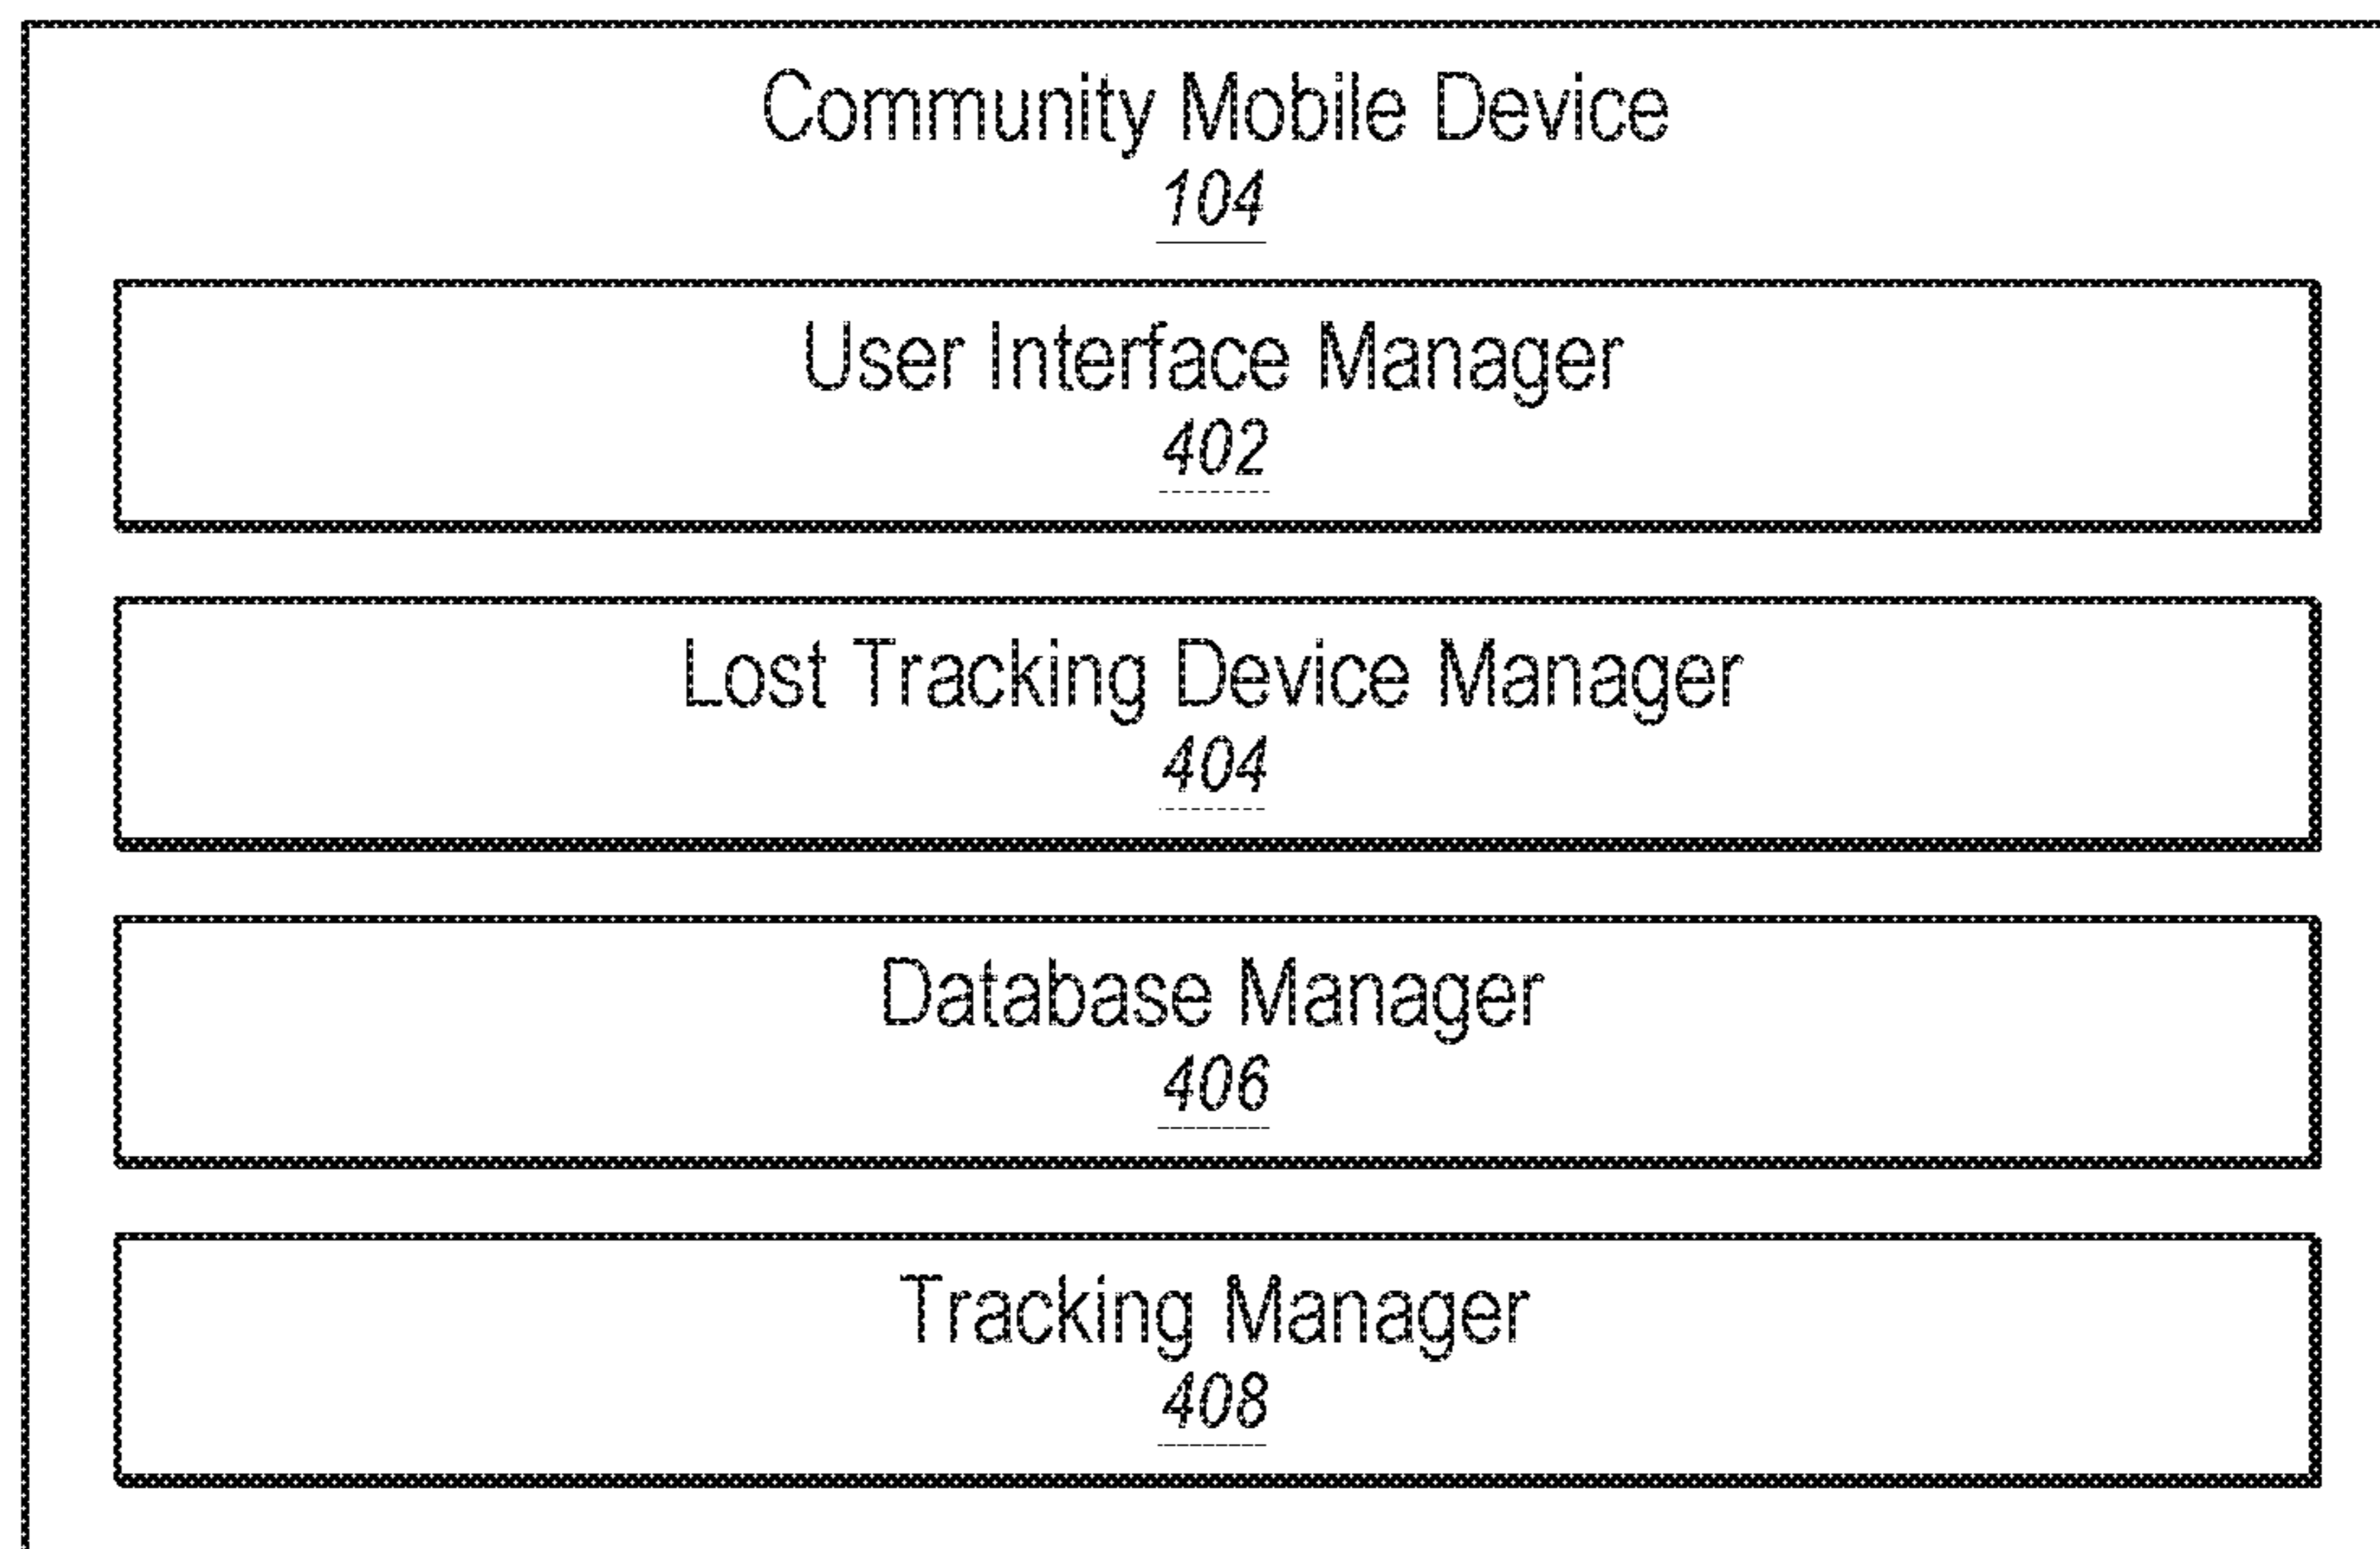 Community Mobile Device
104
User Interface Manager
402
Lost Tracking Device Manager
404
Database Manager
406
Tracking Manager
408